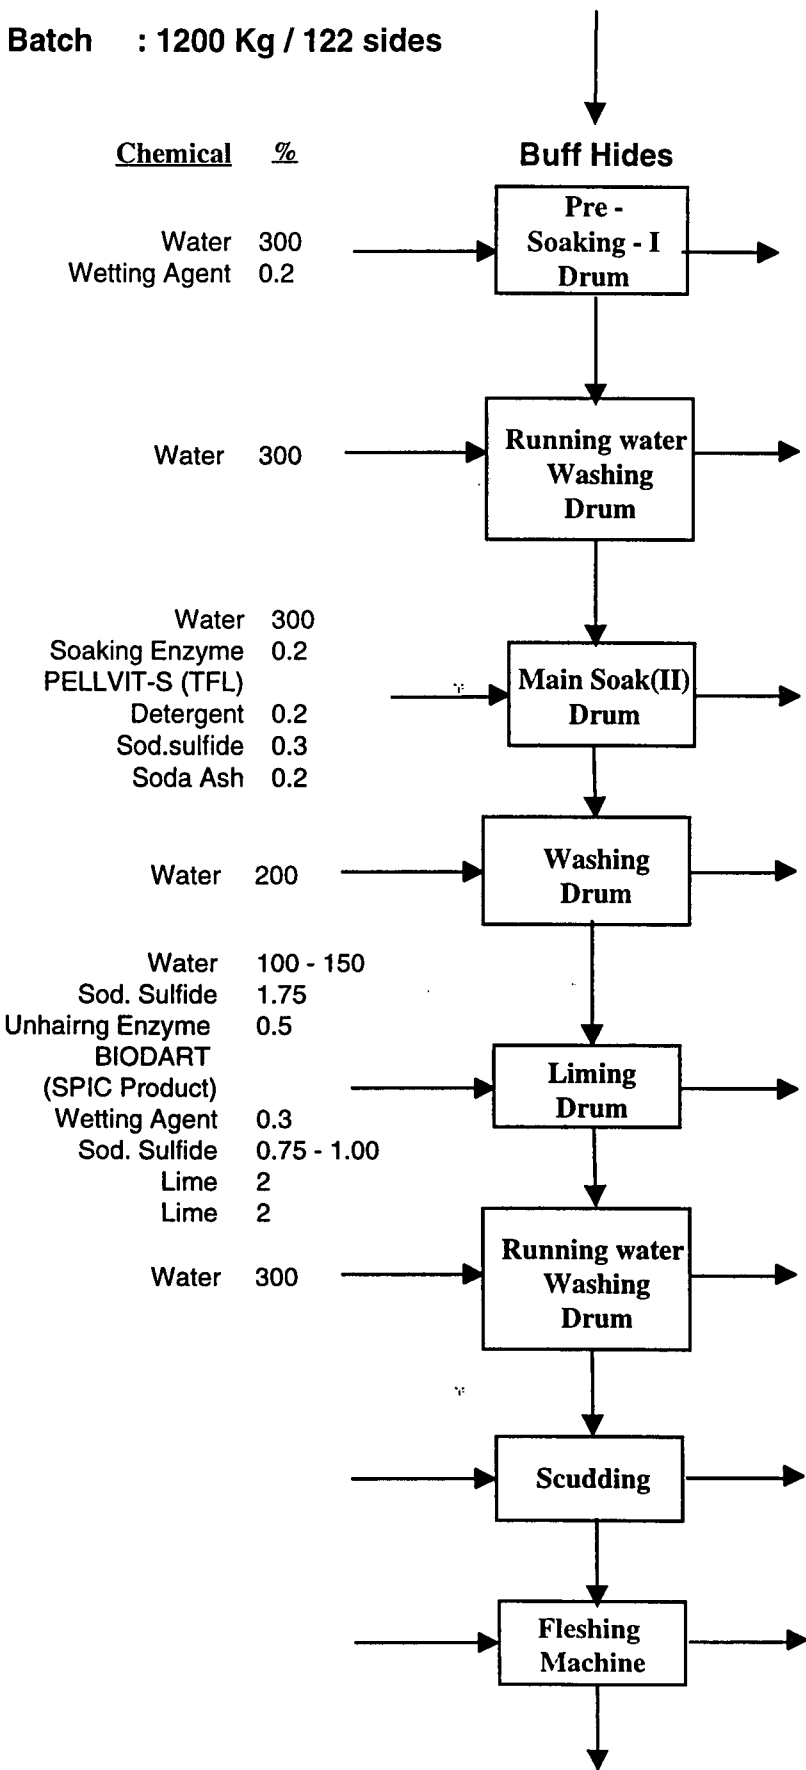 Batch : 1200 Kg / 122 sides
Chemical %
Buff Hides
Water 300
Wetting Agent 0.2
Pre -
Soaking - I
Drum
Water 300
Running water
Washing
Drum
Water 300
Soaking Enzyme 0.2
PELLVIT-S (TFL)
Detergent 0.2
Sod.sulfide 0.3
Soda Ash 0.2
Main Soak(II)
Drum
Water 200
Washing
Drum
Water 100 - 150
Sod. Sulfide 1.75
Unhairng Enzyme 0.5
BIODART
(SPIC Product)
Wetting Agent 0.3
Sod. Sulfide 0.75 - 1.00
Lime 2
Lime 2
Liming
Drum
Water 300
Running water
Washing
Drum
Scudding
Fleshing
Machine